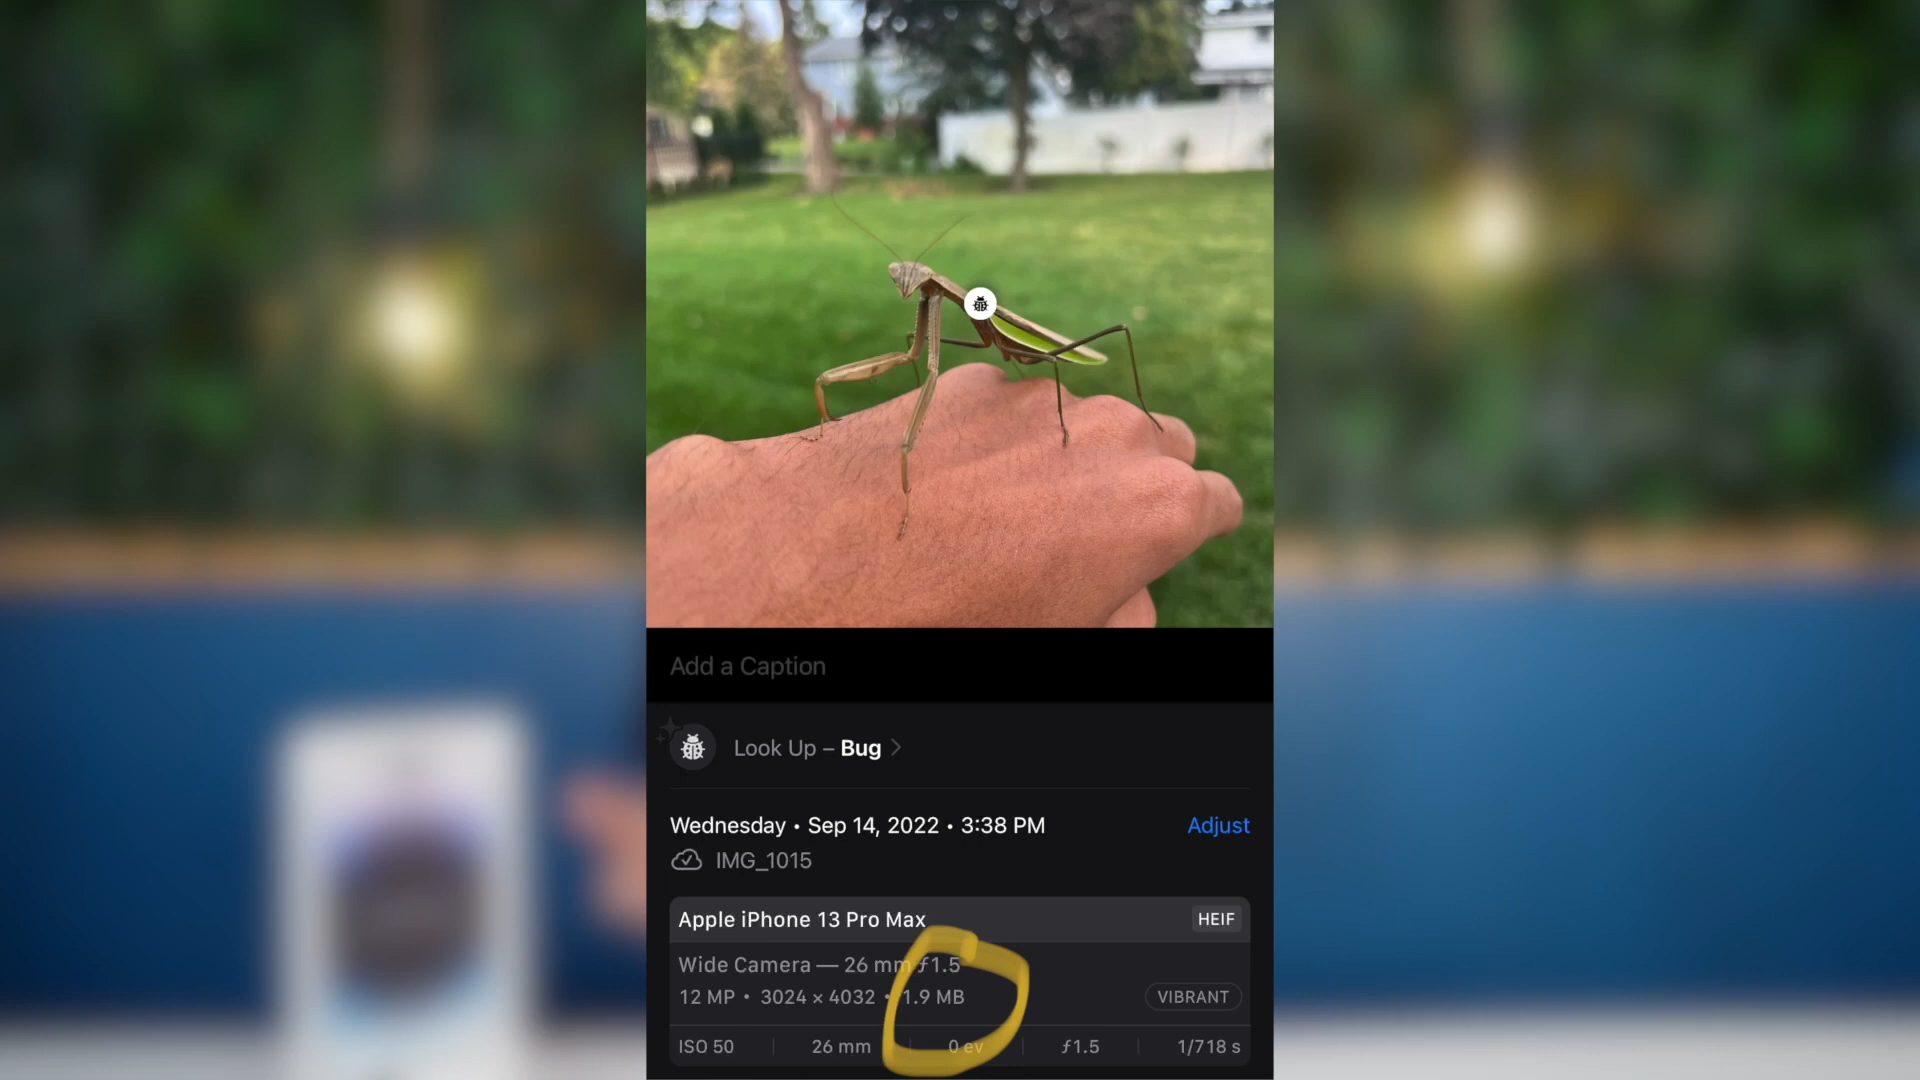 Add a Caption
Look Up – Bug
Wednesday • Sep 14, 2022 • 3:38 PM
Adjust
IMG_1015
Apple iPhone 13 Pro Max
HEIF
Wide Camera — 26 mm ƒ1.5
12 MP • 3024 × 4032 • 1.9 MB
VIBRANT
ISO 50
26 mm
0 ev
ƒ1.5
1/718 s